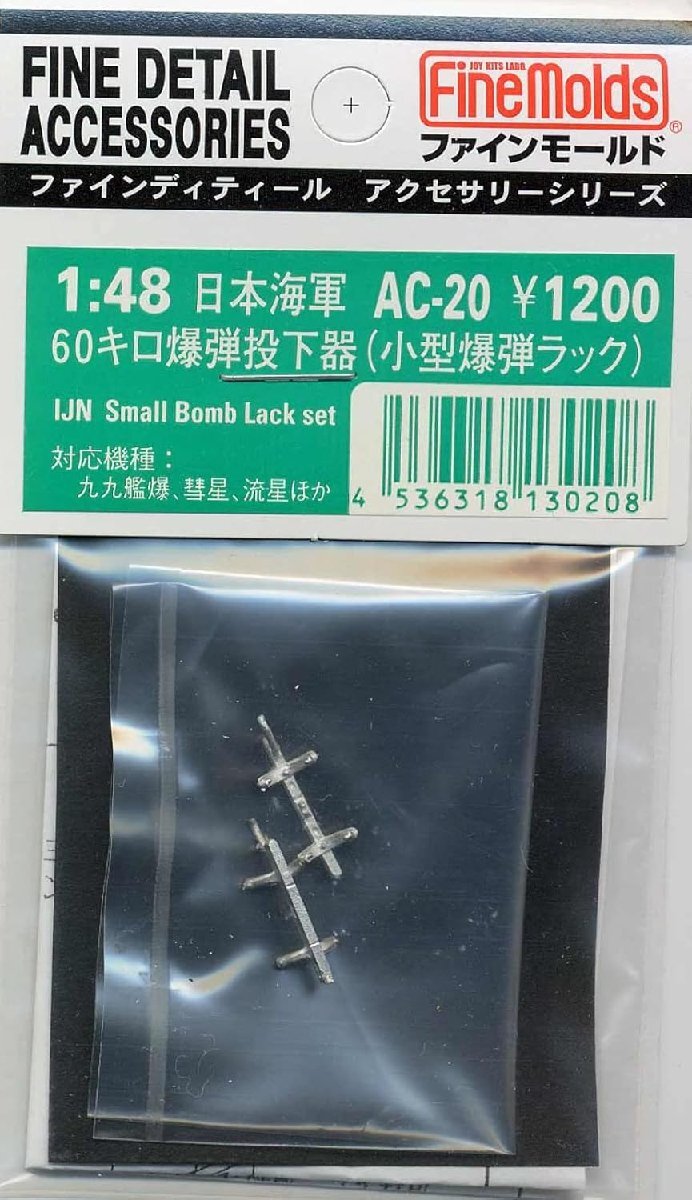 FINE DETAIL
ACCESSORIES
JOY KITS LABO.
FineMolds®
ファインモールド
ファインディティール アクセサリーシリーズ
1:48 日本海軍 AC-20 ¥1200
60キロ爆弾投下器(小型爆弾ラック)
IJN Small Bomb Lack set
対応機種:
九九艦爆、彗星、流星ほか
4 536318 130208